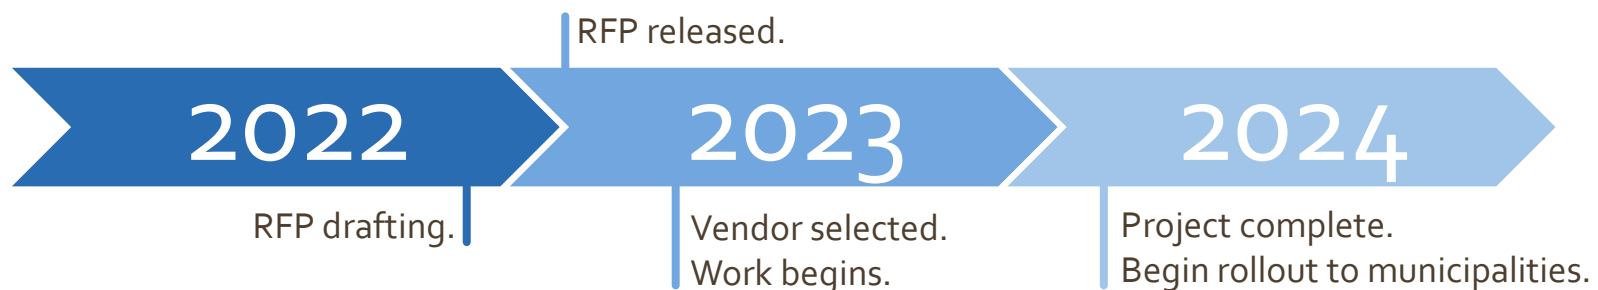 RFP released.
2022
2023
2024
RFP drafting.
Vendor selected.
Work begins.
Project complete.
Begin rollout to municipalities.